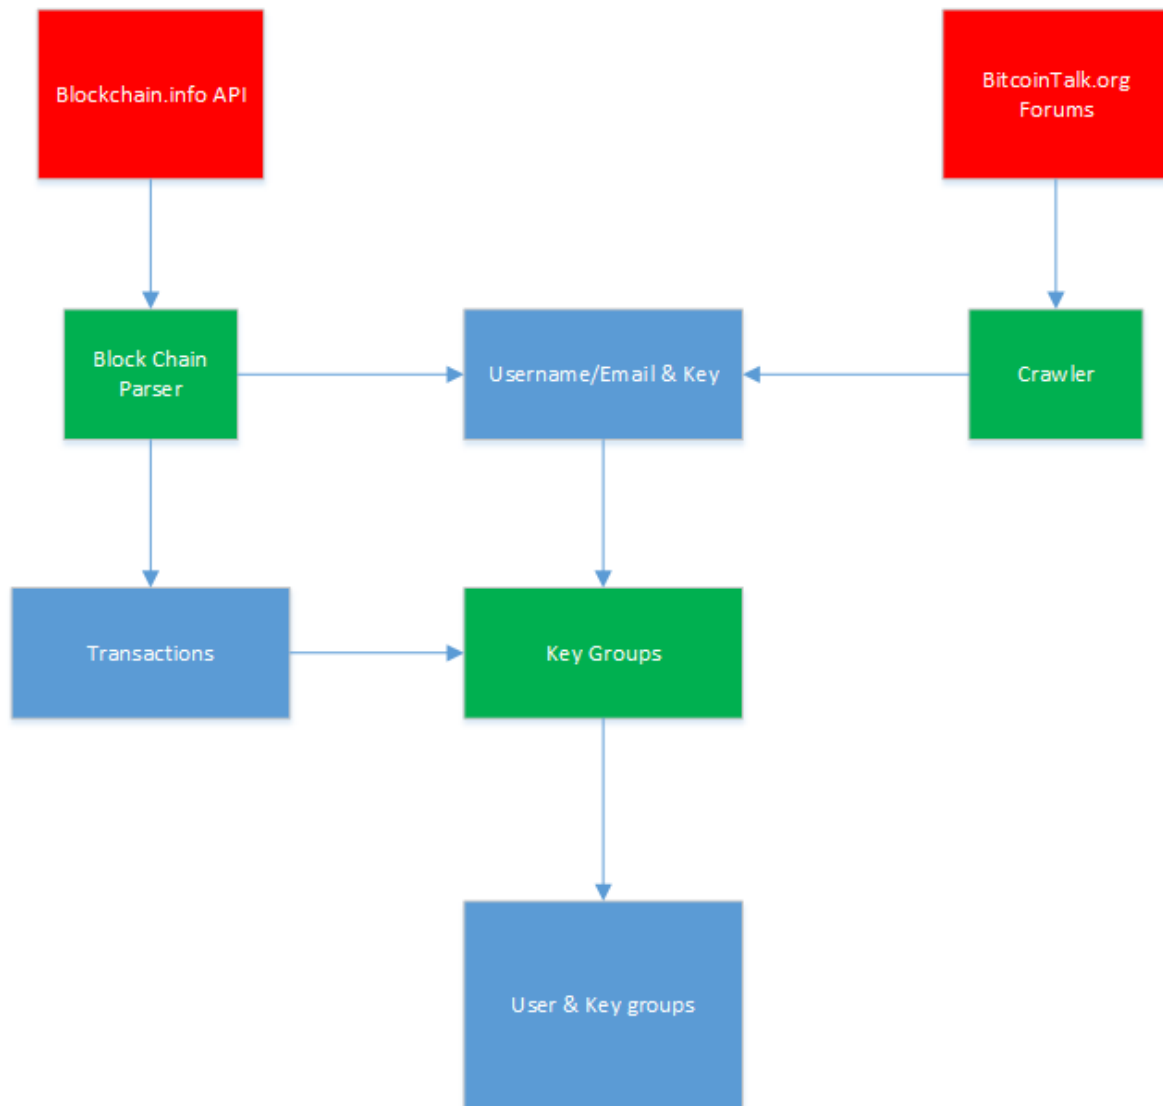 Blockchain.info API
BitcoinTalk.org
Forums
Block Chain
Parser
Username/Email & Key
Crawler
Transactions
Key Groups
User & Key groups